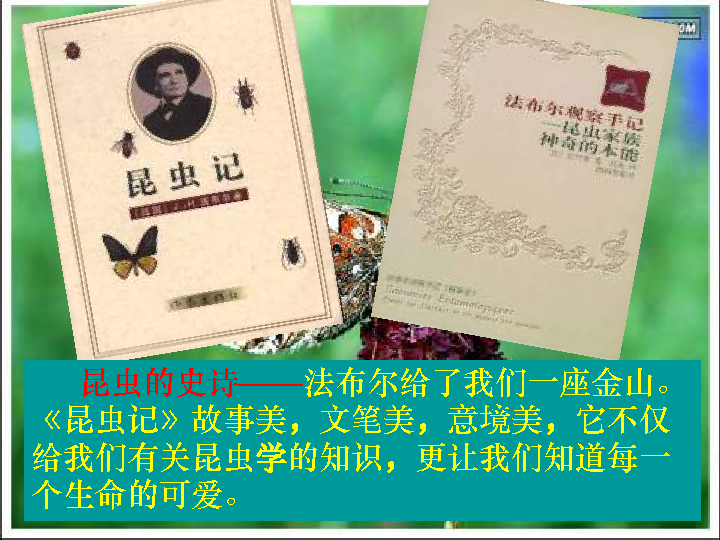 COM
昆虫记
法布尔观察手记
昆虫家族
神奇的本能
昆虫的史诗——法布尔给了我们一座金山。
《昆虫记》故事美，文笔美，意境美，它不仅
给我们有关昆虫学的知识，更让我们知道每一
个生命的可爱。